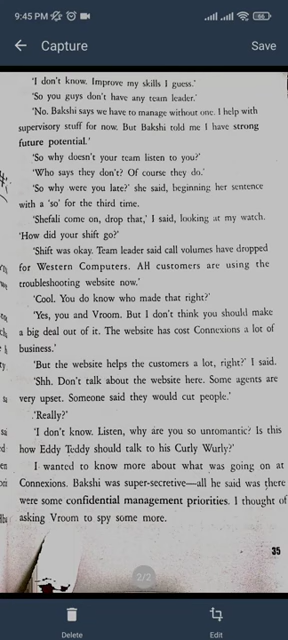 9:45 PM
86
Capture
Save
'I don't know. Improve my skills I guess.'
'So you guys don't have any team leader.'
'No. Bakshi says we have to manage without one. I help with
supervisory stuff for now. But Bakshi told me I have strong
future potential.'
'So why doesn't your team listen to you?'
'Who says they don't? Of course they do.'
'So why were you late?' she said, beginning her sentence
with a 'so' for the third time.
'Shefali come on, drop that,' I said, looking at my watch.
'How did your shift go?'
'Shift was okay. Team leader said call volumes have dropped
for Western Computers. All customers are using the
troubleshooting website now.'
'Cool. You do know who made that right?'
'Yes, you and Vroom. But I don't think you should make
a big deal out of it. The website has cost Connexions a lot of
business.'
'But the website helps the customers a lot, right?' I said.
'Shh. Don't talk about the website here. Some agents are
very upset. Someone said they would cut people.'
'Really?'
'I don't know. Listen, why are you so unromantic? Is this
how Eddy Teddy should talk to his Curly Wurly?'
I wanted to know more about what was going on at
Connexions. Bakshi was super-secretive—all he said was there
were some confidential management priorities. I thought of
asking Vroom to spy some more.
35
2/2
Delete
Edit